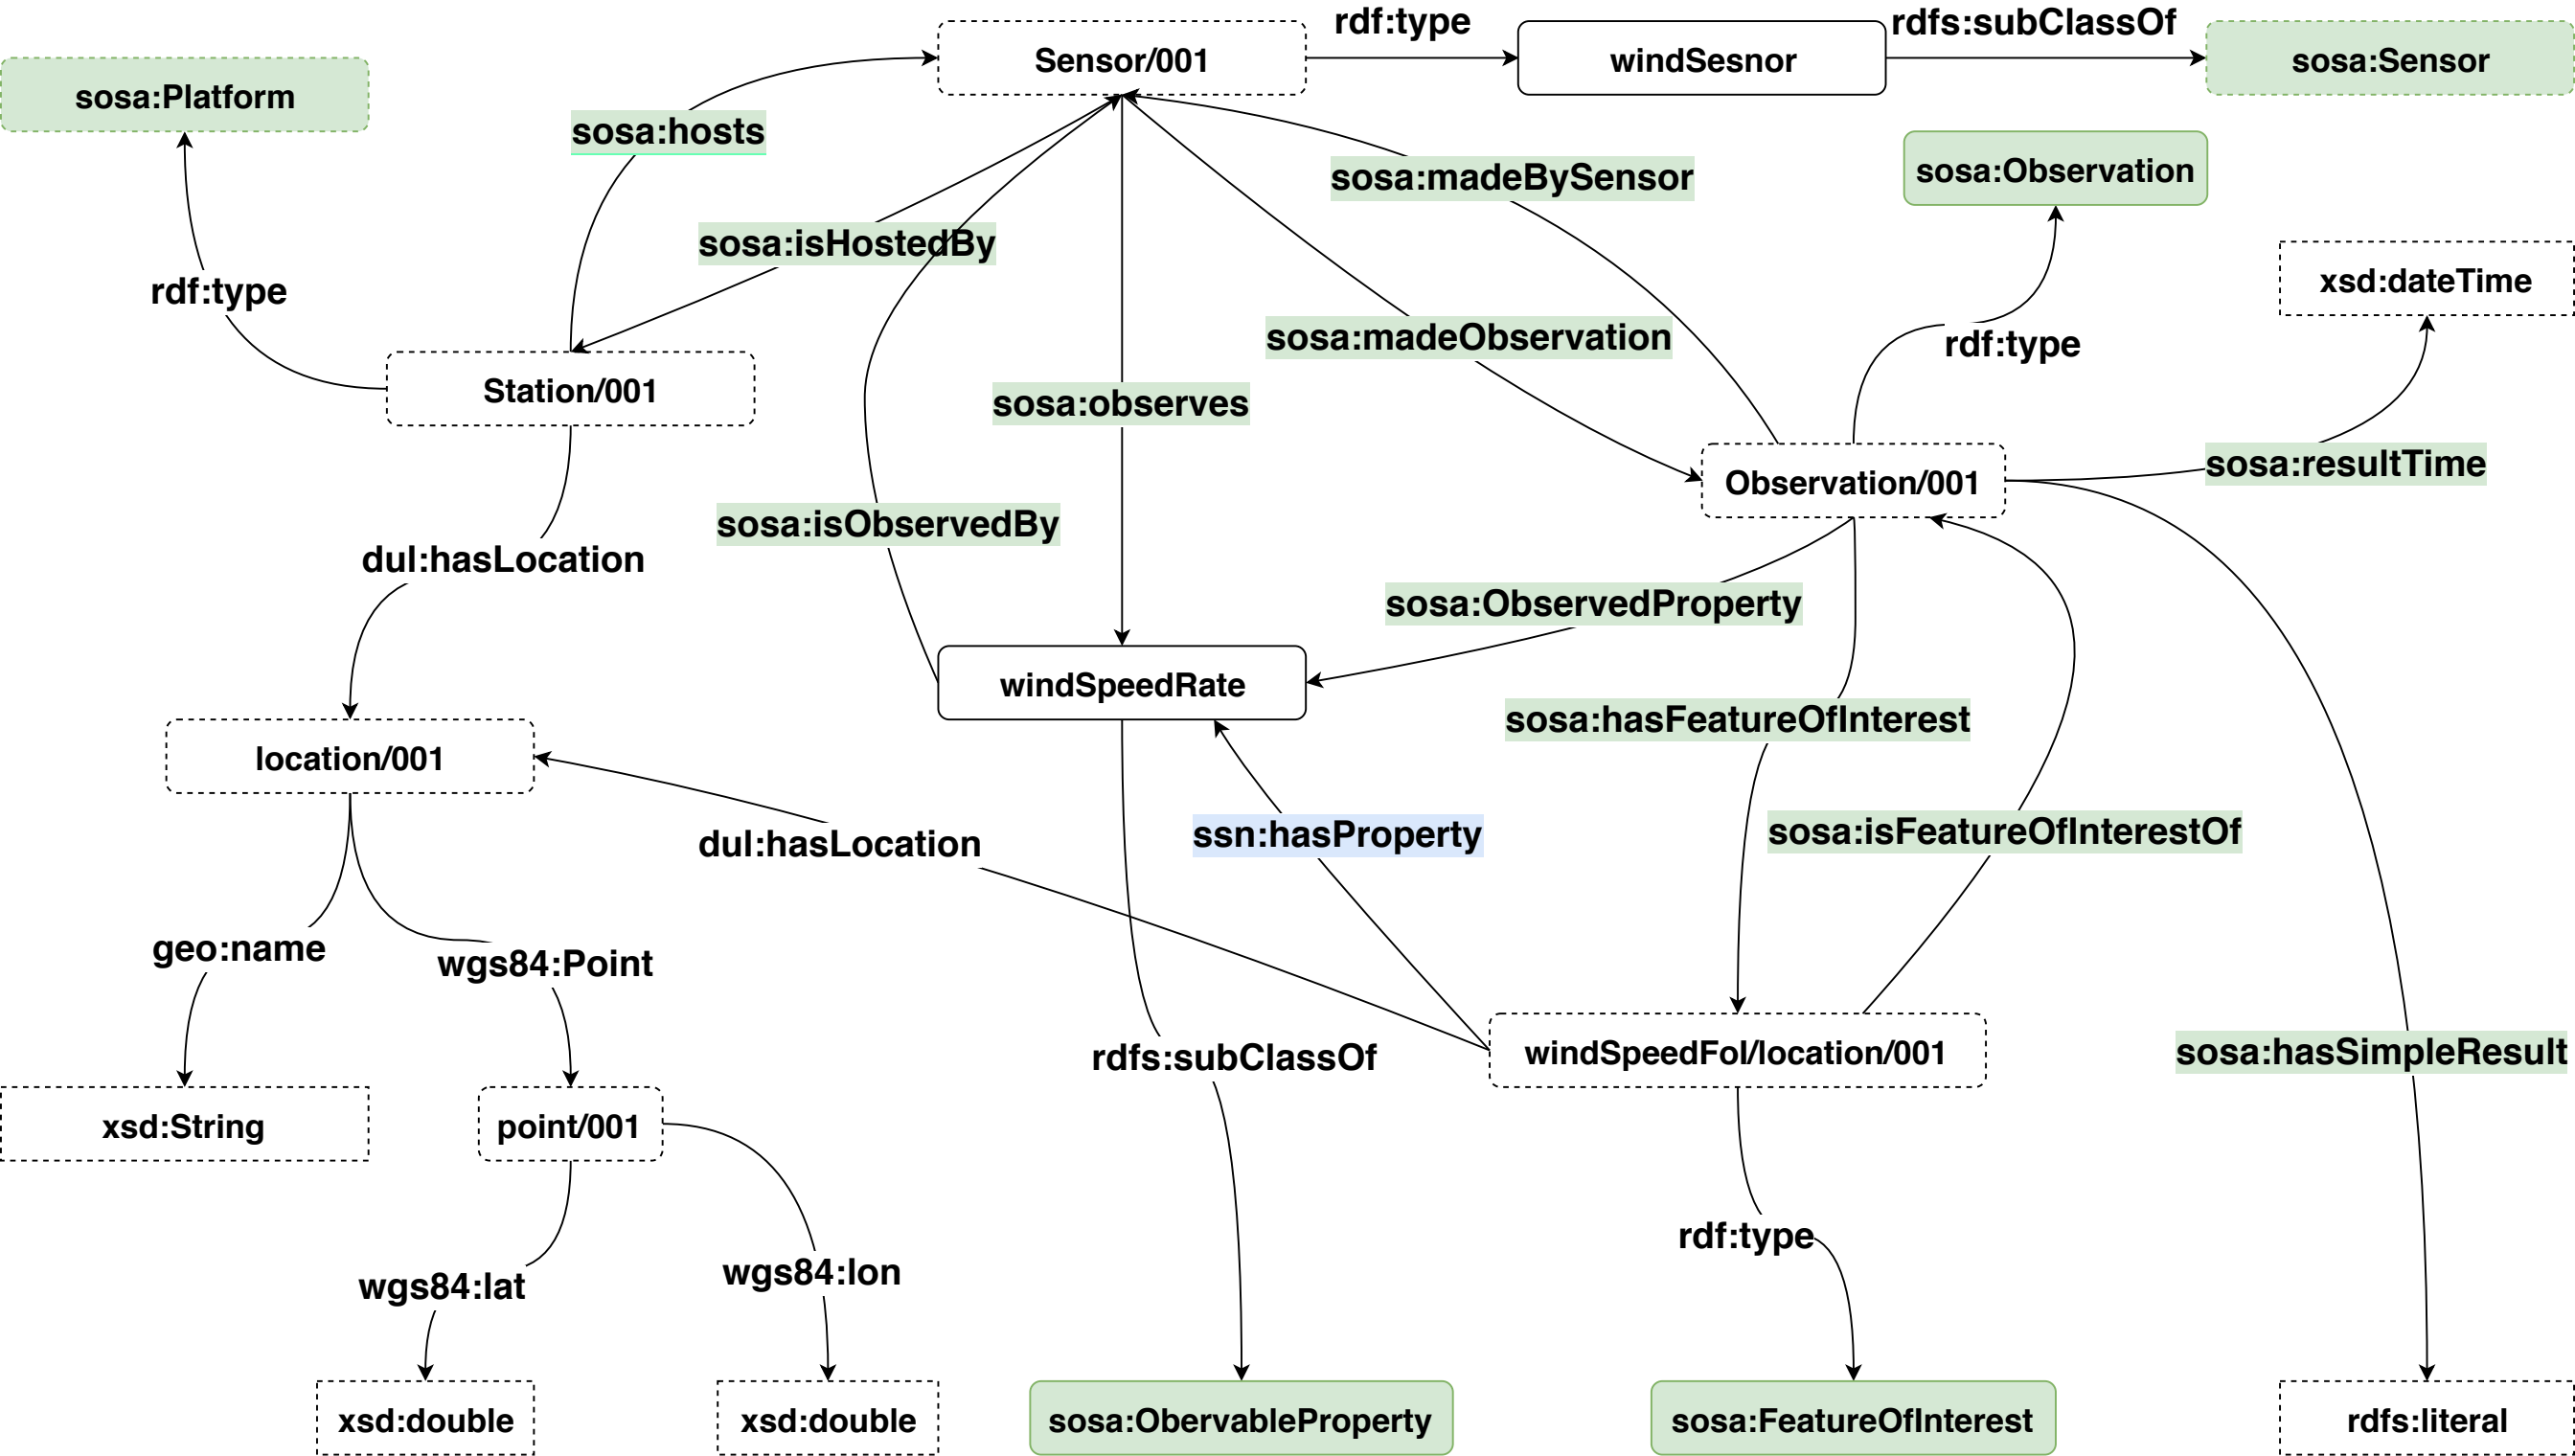 rdf:type
rdfs:subClassOf
Sensor/001
windSesnor
sosa:Sensor
sosa:Platform
sosa:hosts
sosa:madeBySensor
sosa:Observation
sosa:isHostedBy
xsd:dateTime
rdf:type
sosa:madeObservation
rdf:type
Station/001
sosa:observes
sosa:resultTime
Observation/001
sosa:isObservedBy
dul:hasLocation
sosa:ObservedProperty
windSpeedRate
sosa:hasFeatureOfInterest
location/001
dul:hasLocation
ssn:hasProperty
sosa:isFeatureOfInterestOf
geo:name
wgs84:Point
rdfs:subClassOf
windSpeedFoI/location/001
sosa:hasSimpleResult
xsd:String
point/001
rdf:type
wgs84:lat
wgs84:lon
xsd:double
xsd:double
sosa:ObervableProperty
sosa:FeatureOfInterest
rdfs:literal